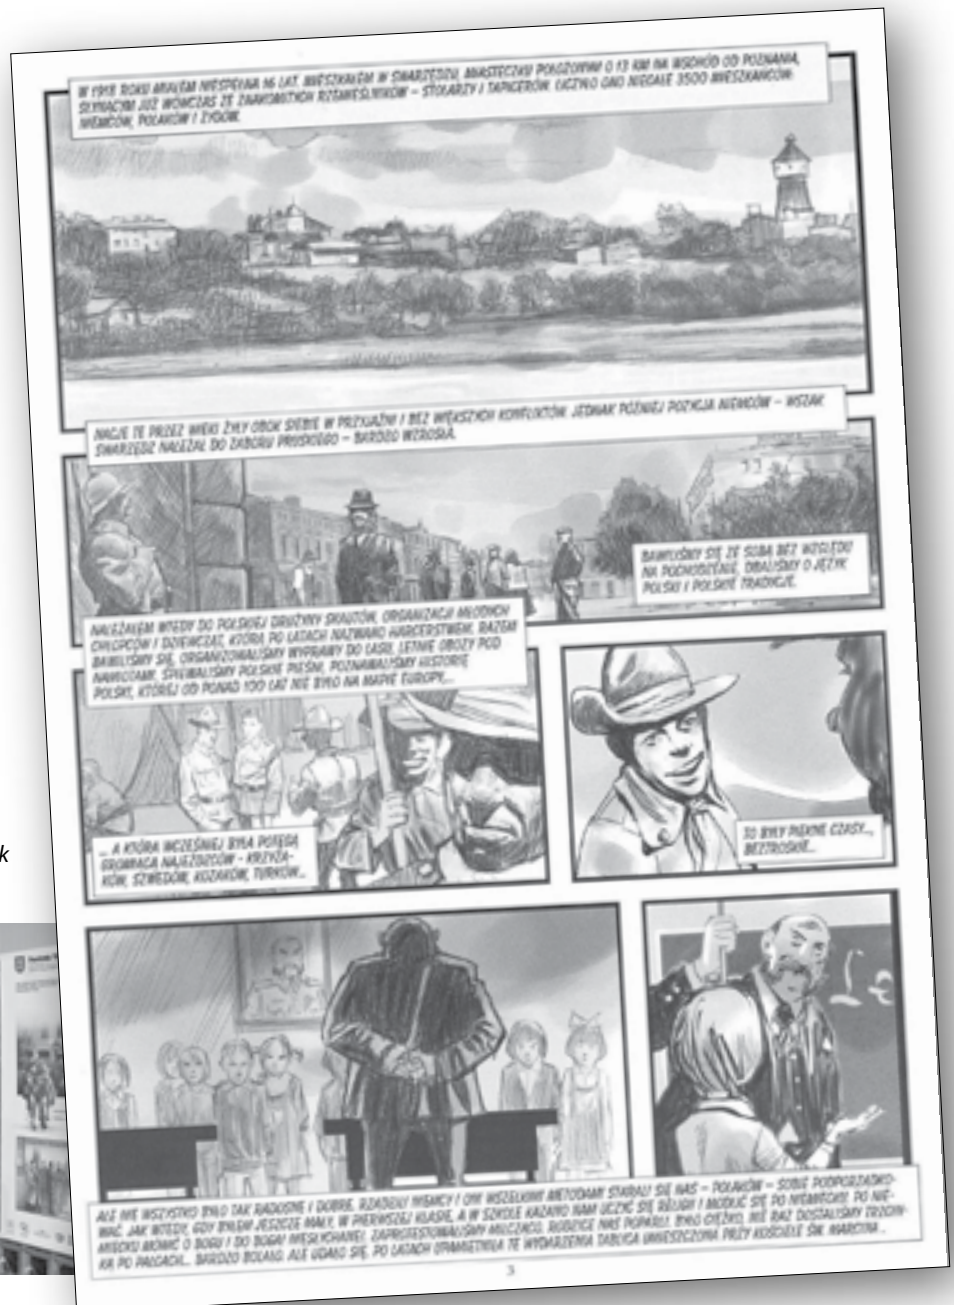 W 1918 ROKU MIAŁEM NIESPEŁNA 16 LAT. MIESZKAŁEM W SWARZĘDZU, MIASTECZKU POŁOŻONYM O 13 KM NA WSCHÓD OD POZNANIA,
SŁYNĄCYM JUŻ WÓWCZAS ZE ZNAKOMITYCH RZEMIEŚLNIKÓW – STOLARZY I TAPICERÓW. LICZYŁO ONO NIECAŁE 3500 MIESZKAŃCÓW:
NIEMCÓW, POLAKÓW I ŻYDÓW.
NACJE TE PRZEZ WIEKI ŻYŁY OBOK SIEBIE W PRZYJAŹNI I BEZ WIĘKSZYCH KONFLIKTÓW. JEDNAK PÓŹNIEJ POZYCJA NIEMCÓW – WSZAK
SWARZĘDZ NALEŻAŁ DO ZABORU PRUSKIEGO – BARDZO WZROSŁA.
BAWILIŚMY SIĘ ZE SOBĄ BEZ WZGLĘDU
NA POCHODZENIE. DBALIŚMY O JĘZYK
POLSKI I POLSKIE TRADYCJE.
NALEŻAŁEM WTEDY DO POLSKIEJ DRUŻYNY SKAUTÓW, ORGANIZACJI MŁODYCH
CHŁOPCÓW I DZIEWCZĄT, KTÓRĄ PO LATACH NAZWANO HARCERSTWEM. RAZEM
BAWILIŚMY SIĘ, ORGANIZOWALIŚMY WYPRAWY DO LASU, LETNIE OBOZY POD
NAMIOTAMI, ŚPIEWALIŚMY POLSKIE PIEŚNI, POZNAWALIŚMY HISTORIĘ
POLSKI, KTÓREJ OD PONAD 100 LAT NIE BYŁO NA MAPIE EUROPY...
... A KTÓRA WCZEŚNIEJ BYŁA POTĘGĄ
GROMIĄCĄ NAJEŹDŹCÓW - KRZYŻA-
KÓW, SZWEDÓW, KOZAKÓW, TURKÓW...
TO BYŁY PIĘKNE CZASY...,
BEZTROSKIE...
ALE NIE WSZYSTKO BYŁO TAK RADOSNE I DOBRE. RZĄDZILI NIEMCY I ONI WSZELKIMI METODAMI STARALI SIĘ NAS – POLAKÓW – SOBIE PODPORZĄDKO-
WAĆ. JAK WTEDY, GDY BYŁEM JESZCZE MAŁY, W PIERWSZEJ KLASIE, A W SZKOLE KAZANO NAM UCZYĆ SIĘ RELIGII I MODLIĆ SIĘ PO NIEMIECKU. PO NIE-
MIECKU MÓWIĆ O BOGU I DO BOGA! NIESŁYCHANE! ZAPROTESTOWALIŚMY MILCZĄCO. RODZICE NAS POPARLI. BYŁO CIĘŻKO, NIE RAZ DOSTALIŚMY TRZCIN-
KĄ PO PALCACH... BARDZO BOLAŁO. ALE UDAŁO SIĘ. PO LATACH UPAMIĘTNIŁA TE WYDARZENIA TABLICA UMIESZCZONA PRZY KOŚCIELE ŚW. MARCINA...
3
k